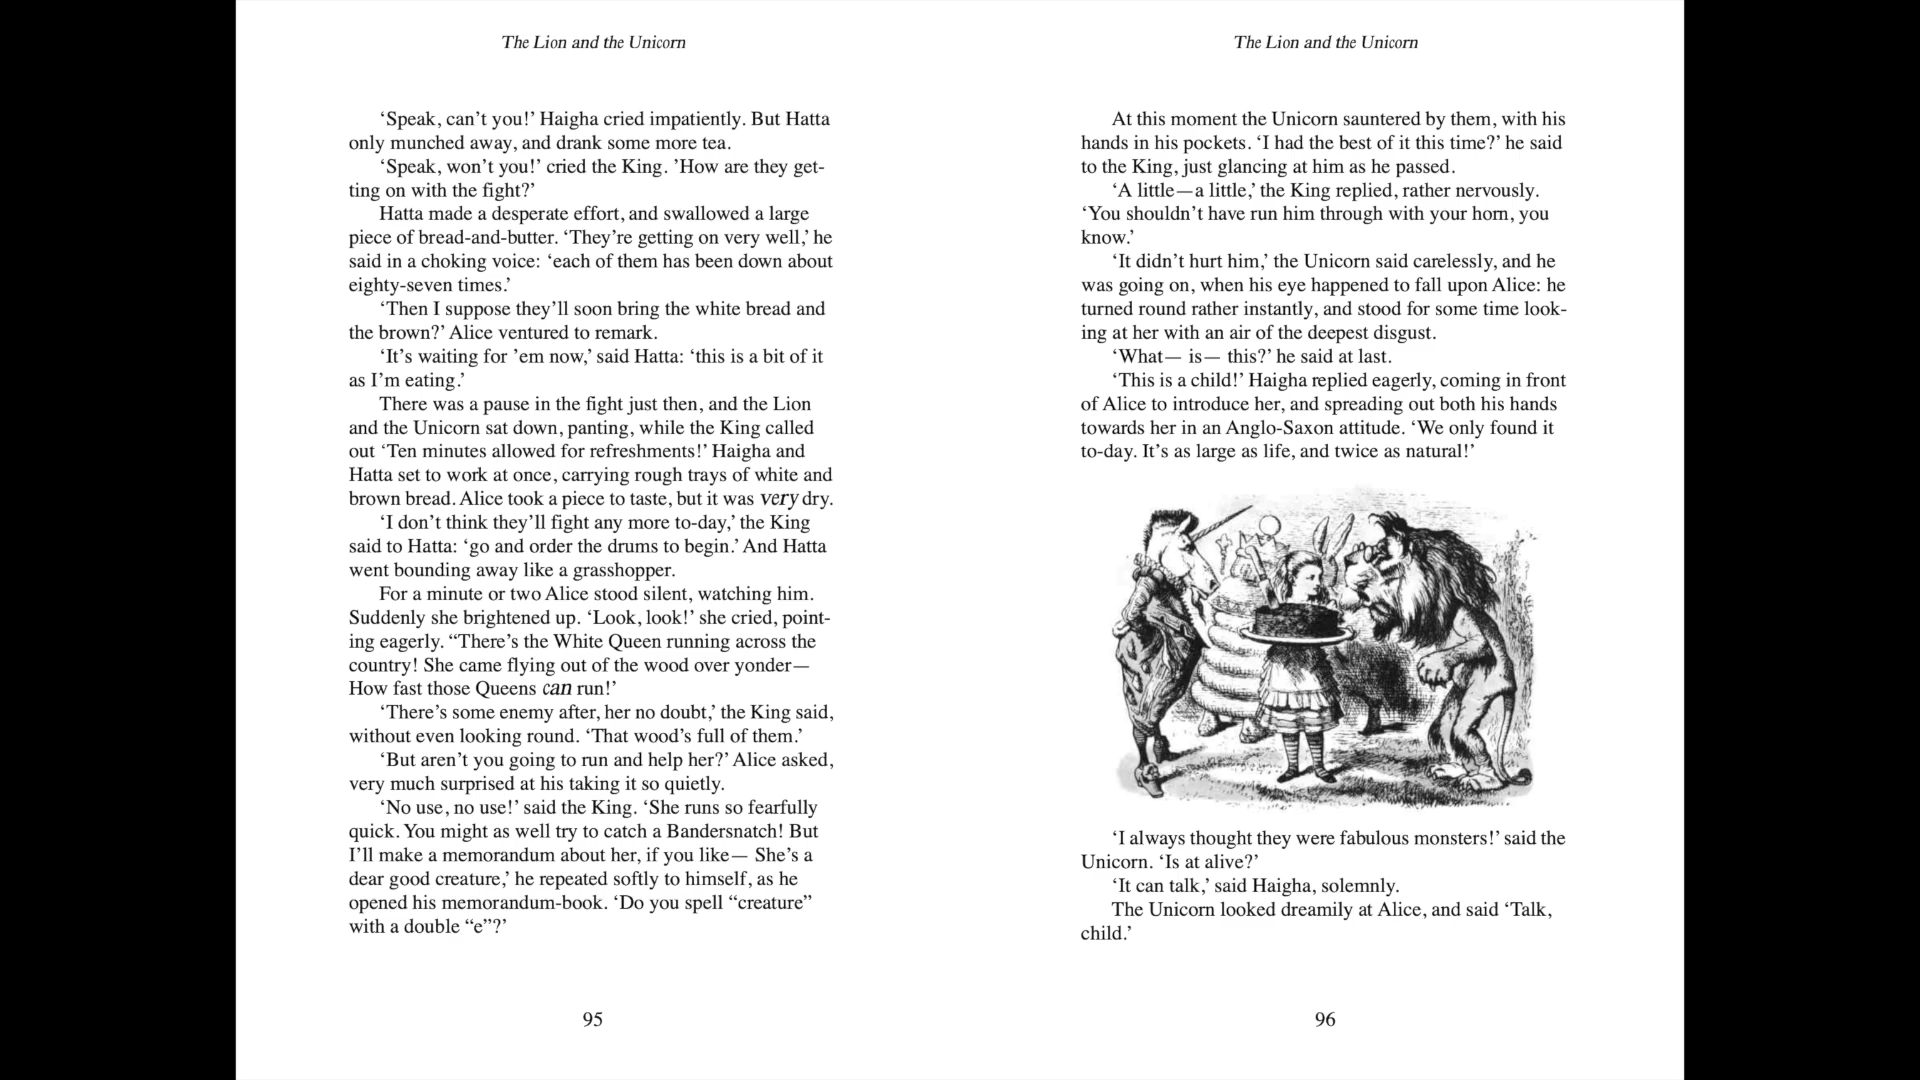 The Lion and the Unicorn
‘Speak, can’t you!’ Haigha cried impatiently. But Hatta
only munched away, and drank some more tea.
‘Speak, won’t you!’ cried the King. ’How are they get-
ting on with the fight?’
Hatta made a desperate effort, and swallowed a large
piece of bread-and-butter. ‘They’re getting on very well,’ he
said in a choking voice: ‘each of them has been down about
eighty-seven times.’
‘Then I suppose they’ll soon bring the white bread and
the brown?’ Alice ventured to remark.
‘It’s waiting for ’em now,’ said Hatta: ‘this is a bit of it
as I’m eating.’
There was a pause in the fight just then, and the Lion
and the Unicorn sat down, panting, while the King called
out ‘Ten minutes allowed for refreshments!’ Haigha and
Hatta set to work at once, carrying rough trays of white and
brown bread. Alice took a piece to taste, but it was very dry.
‘I don’t think they’ll fight any more to-day,’ the King
said to Hatta: ‘go and order the drums to begin.’ And Hatta
went bounding away like a grasshopper.
For a minute or two Alice stood silent, watching him.
Suddenly she brightened up. ‘Look, look!’ she cried, point-
ing eagerly. “There’s the White Queen running across the
country! She came flying out of the wood over yonder—
How fast those Queens can run!’
‘There’s some enemy after, her no doubt,’ the King said,
without even looking round. ‘That wood’s full of them.’
‘But aren’t you going to run and help her?’ Alice asked,
very much surprised at his taking it so quietly.
‘No use, no use!’ said the King. ‘She runs so fearfully
quick. You might as well try to catch a Bandersnatch! But
I’ll make a memorandum about her, if you like— She’s a
dear good creature,’ he repeated softly to himself, as he
opened his memorandum-book. ‘Do you spell “creature”
with a double “e”?’
95
The Lion and the Unicorn
At this moment the Unicorn sauntered by them, with his
hands in his pockets. ‘I had the best of it this time?’ he said
to the King, just glancing at him as he passed.
‘A little—a little,’ the King replied, rather nervously.
‘You shouldn’t have run him through with your horn, you
know.’
‘It didn’t hurt him,’ the Unicorn said carelessly, and he
was going on, when his eye happened to fall upon Alice: he
turned round rather instantly, and stood for some time look-
ing at her with an air of the deepest disgust.
‘What— is— this?’ he said at last.
‘This is a child!’ Haigha replied eagerly, coming in front
of Alice to introduce her, and spreading out both his hands
towards her in an Anglo-Saxon attitude. ‘We only found it
to-day. It’s as large as life, and twice as natural!’
‘I always thought they were fabulous monsters!’ said the
Unicorn. ‘Is at alive?’
‘It can talk,’ said Haigha, solemnly.
The Unicorn looked dreamily at Alice, and said ‘Talk,
child.’
96